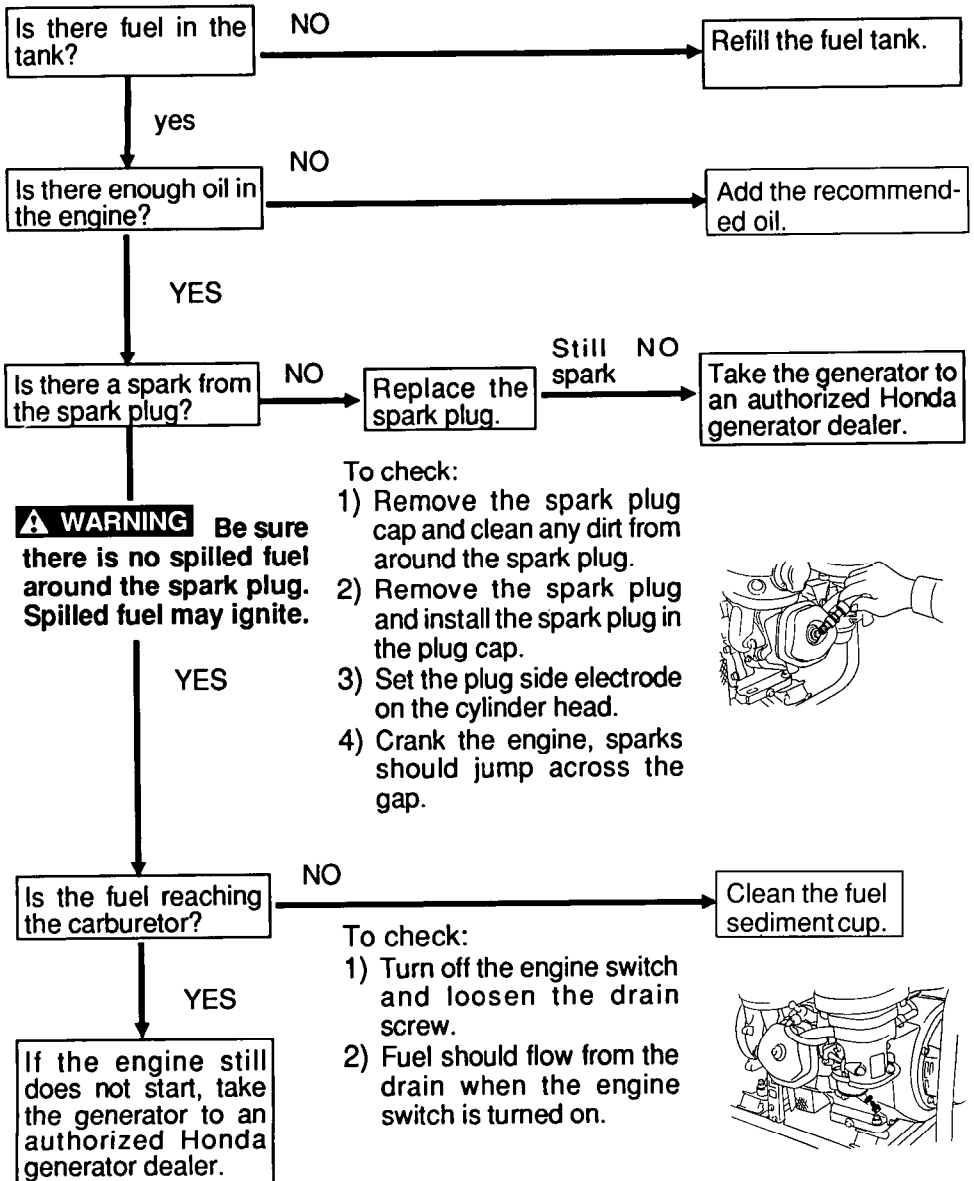 Is there fuel in the
tank?
NO
Refill the fuel tank.
yes
Is there enough oil in
the engine?
NO
Add the recommend-
ed oil.
YES
Is there a spark from
the spark plug?
NO
Replace the
spark plug.
Still NO
spark
Take the generator to
an authorized Honda
generator dealer.
WARNING Be sure
there is no spilled fuel
around the spark plug.
Spilled fuel may ignite.
To check:
1) Remove the spark plug
cap and clean any dirt from
around the spark plug.
2) Remove the spark plug
and install the spark plug in
the plug cap.
3) Set the plug side electrode
on the cylinder head.
4) Crank the engine, sparks
should jump across the
gap.
YES
Is the fuel reaching
the carburetor?
NO
Clean the fuel
sediment cup.
To check:
1) Turn off the engine switch
and loosen the drain
screw.
2) Fuel should flow from the
drain when the engine
switch is turned on.
YES
If the engine still
does not start, take
the generator to an
authorized Honda
generator dealer.